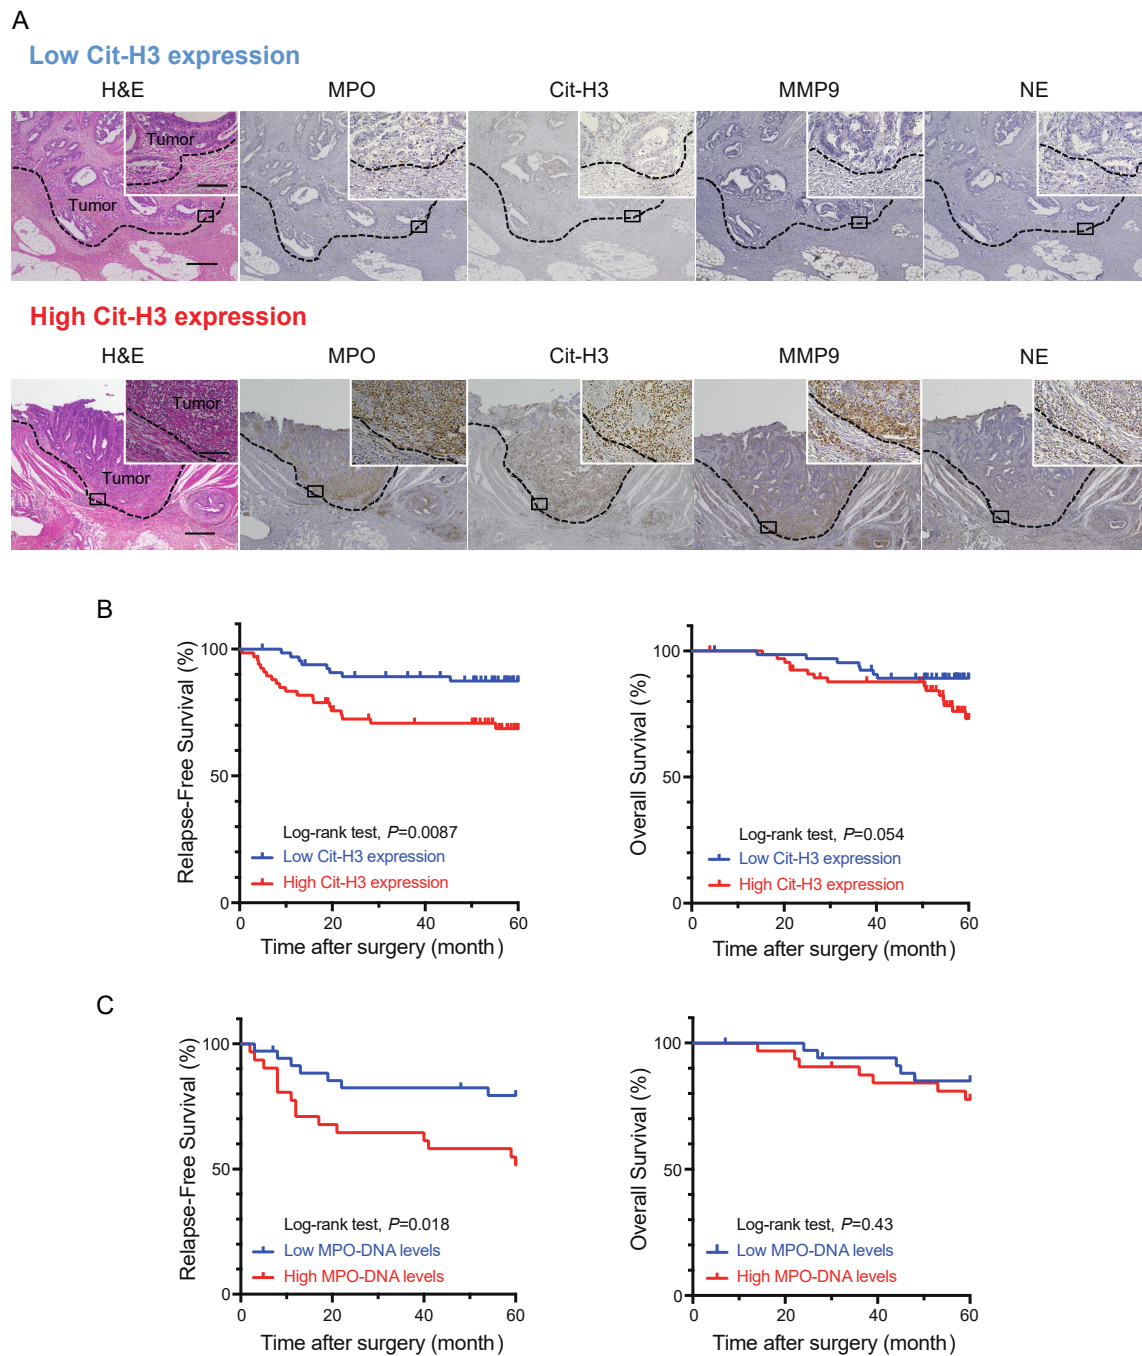 A
Low Cit-H3 expression
H&E MPO Cit-H3 MMP9 NE
Tumor
Tumor
High Cit-H3 expression
H&E MPO Cit-H3 MMP9 NE
Tumor
Tumor
B
Relapse-Free Survival (%)
100
50
0
Log-rank test, P=0.0087
Low Cit-H3 expression
High Cit-H3 expression
0 20 40 60
Time after surgery (month)
Overall Survival (%)
100
50
0
Log-rank test, P=0.054
Low Cit-H3 expression
High Cit-H3 expression
0 20 40 60
Time after surgery (month)
C
Relapse-Free Survival (%)
100
50
0
Log-rank test, P=0.018
Low MPO-DNA levels
High MPO-DNA levels
0 20 40 60
Time after surgery (month)
Overall Survival (%)
100
50
0
Log-rank test, P=0.43
Low MPO-DNA levels
High MPO-DNA levels
0 20 40 60
Time after surgery (month)